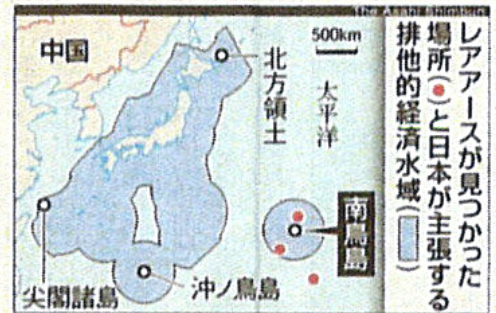 The Asahi Shimbun
レアアースが見つかった
場所(●)と日本が主張する
排他的経済水域( )
500km
中国
北方領土
太平洋
南鳥島
沖ノ鳥島
尖閣諸島